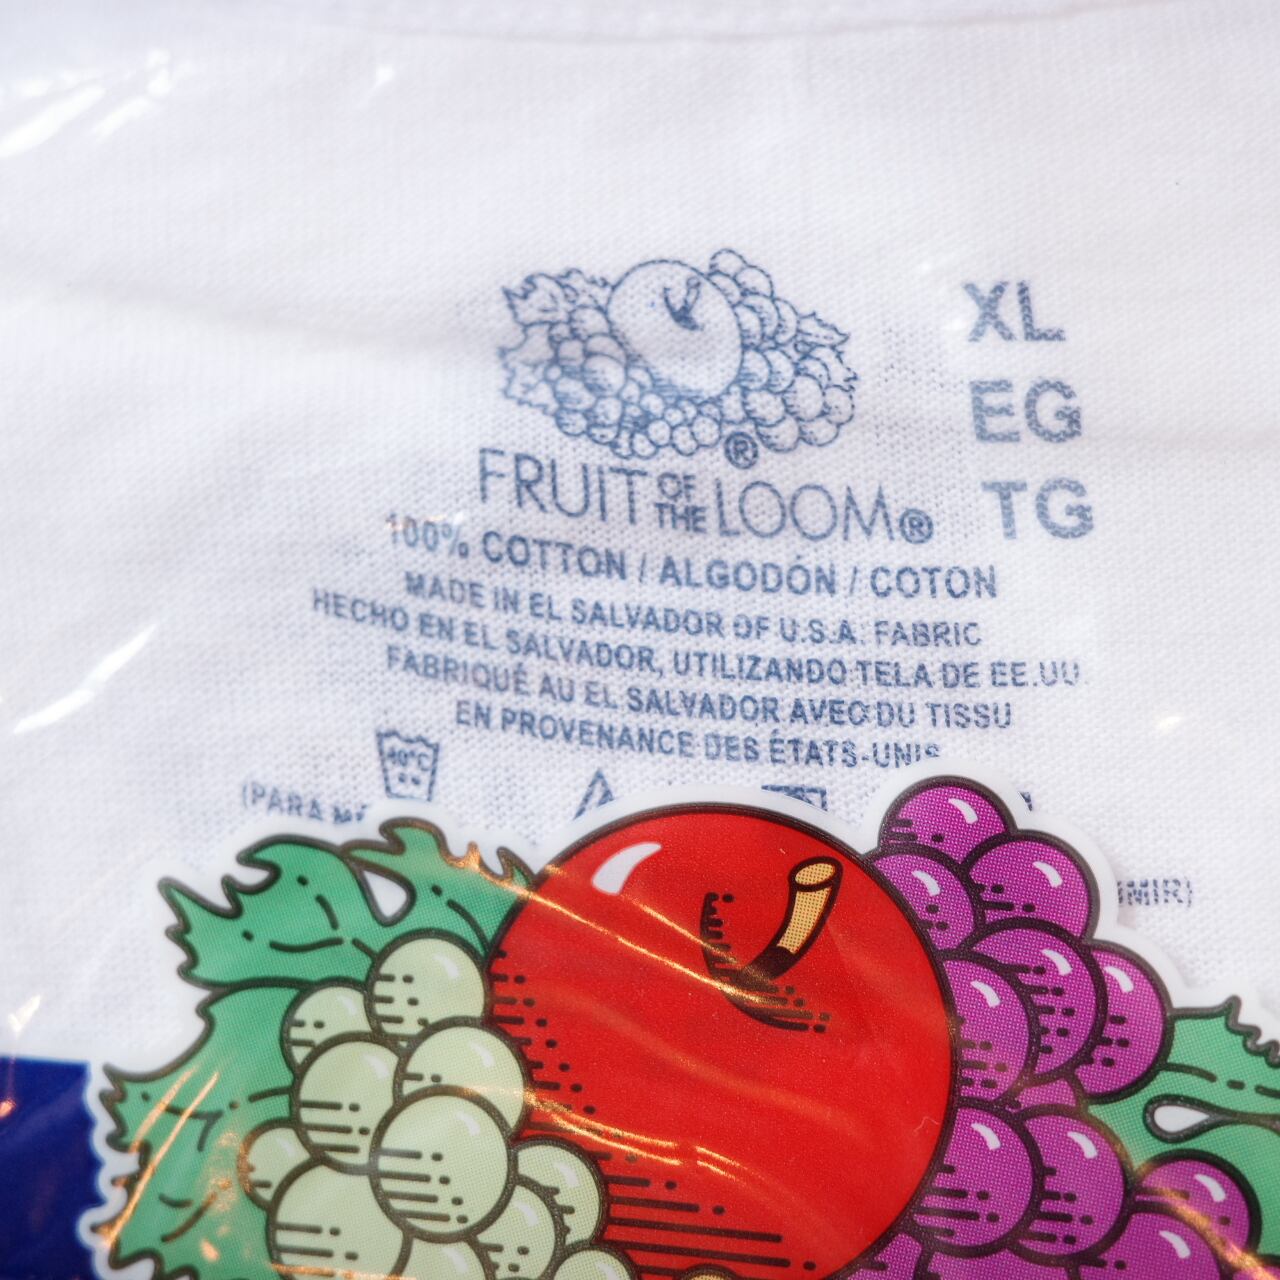 XL
EG
TG
®
FRUIT OF THE LOOM®
100% COTTON / ALGODÓN / COTON
MADE IN EL SALVADOR OF U.S.A. FABRIC
HECHO EN EL SALVADOR, UTILIZANDO TELA DE EE.UU.
FABRIQUÉ AU EL SALVADOR AVEC DU TISSU
EN PROVENANCE DES ÉTATS-UNIS
40°C
(PARA